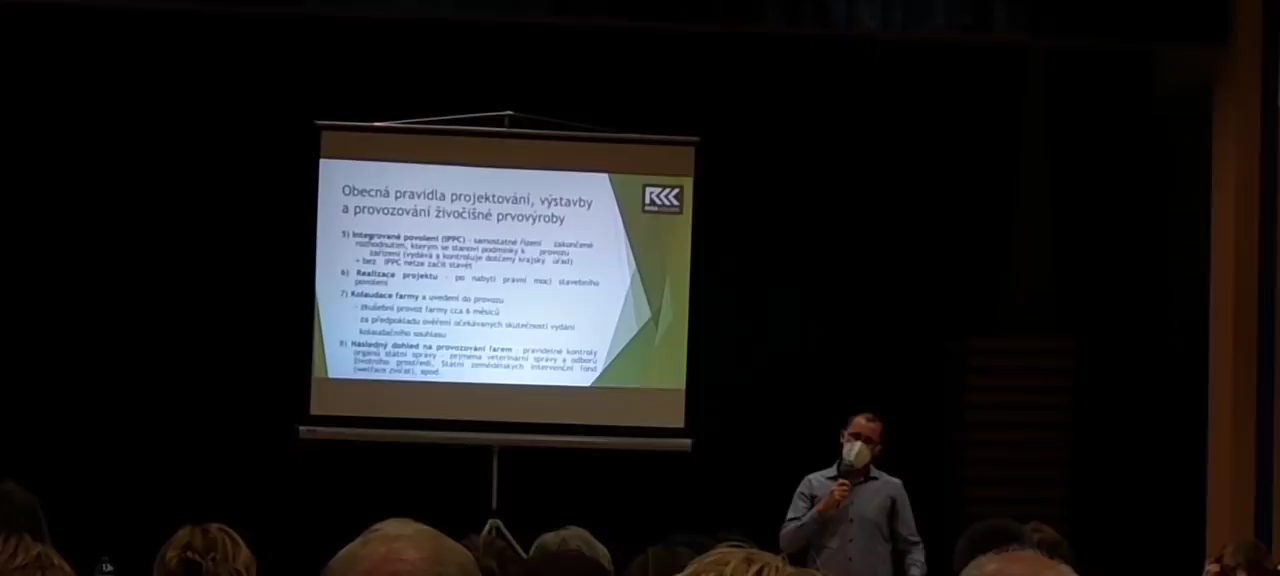 Obecná pravidla projektování, výstavby
a provozování živočišné prvovýroby
5) Integrované povolení (IPPC) - samostatné řízení zakončené
rozhodnutím, kterým se stanoví podmínky k provozu
zařízení (vydává a kontroluje dotčený krajský úřad)
+ bez IPPC nelze začít stavět
6) Realizace projektu - po nabytí právní moci stavebního
povolení
7) Kolaudace farmy a uvedení do provozu
- zkušební provoz farmy cca 6 měsíců
za předpokladu ověření očekávaných skutečností vydání
kolaudačního souhlasu
8) Následný dohled na provozování farem - pravidelné kontroly
orgánů státní správy - zejména veterinární správy a odborů
životního prostředí, Státní zemědělských intervenční fond
(welfare zvířat), apod.